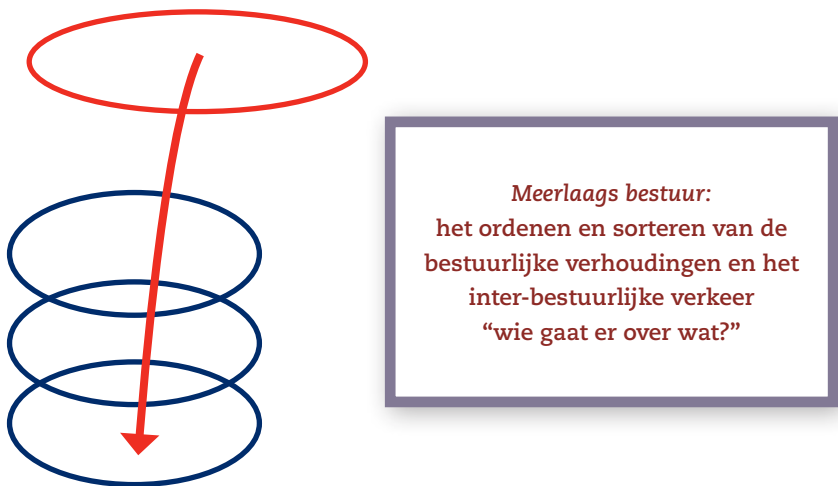 Meerlaags bestuur:
het ordenen en sorteren van de
bestuurlijke verhoudingen en het
inter-bestuurlijke verkeer
“wie gaat er over wat?”